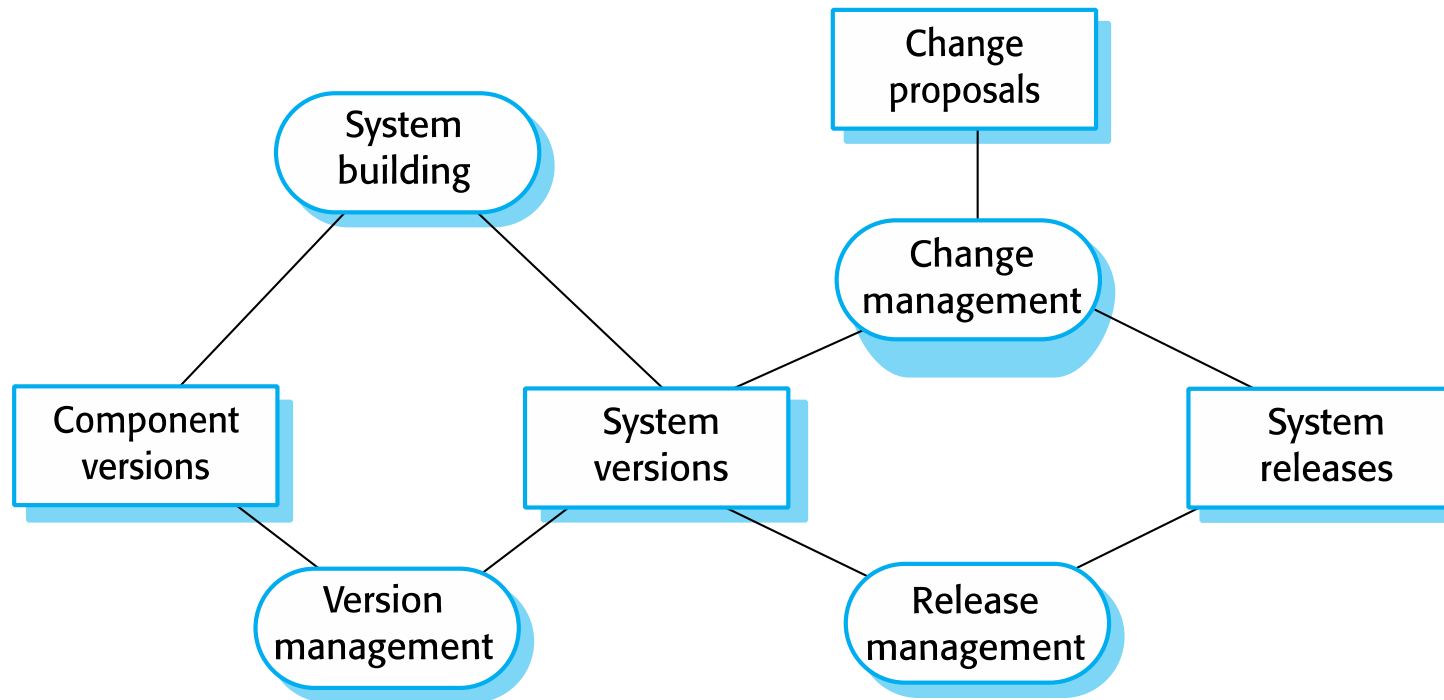 Change
proposals
System
building
Change
management
Component
versions
System
versions
System
releases
Version
management
Release
management